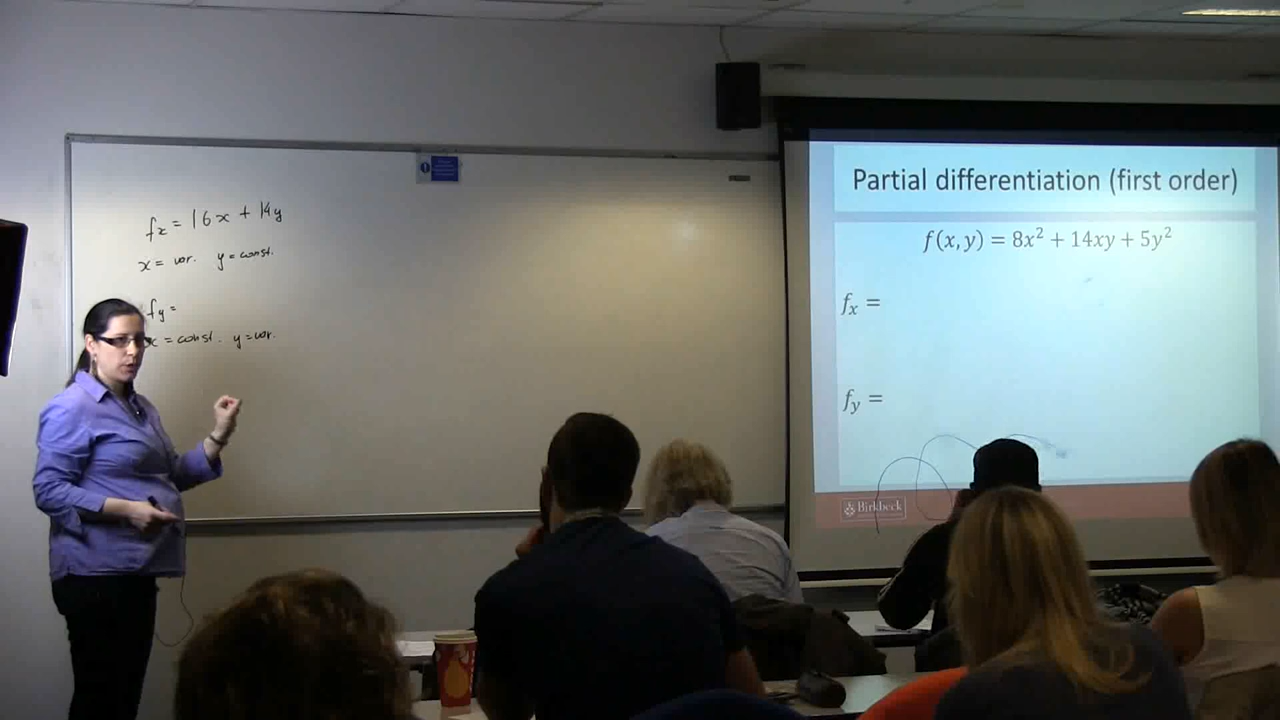 fx = 16x + 14y
x = var. y = const.
fy =
x = const. y = var.
Partial differentiation (first order)
f(x, y) = 8x² + 14xy + 5y²
fx =
fy =
Birkbeck